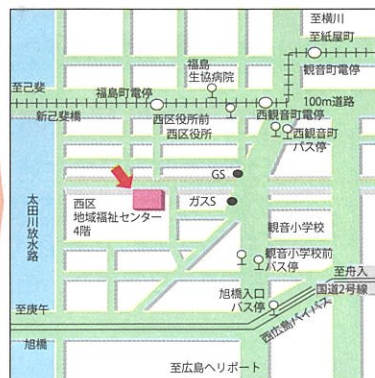 至横川
至紙屋町
福島
生協病院
観音町電停
至己斐
福島町電停
100m道路
新己斐橋
西区役所前
西区役所
西観音町電停
西観音町
バス停
GS
ガスS
西区
地域福祉センター
4階
太田川放水路
観音小学校
観音小学校前
バス停
至舟入
国道2号線
旭橋入口
バス停
西広島バイパス
至庚午
旭橋
至広島ヘリポート